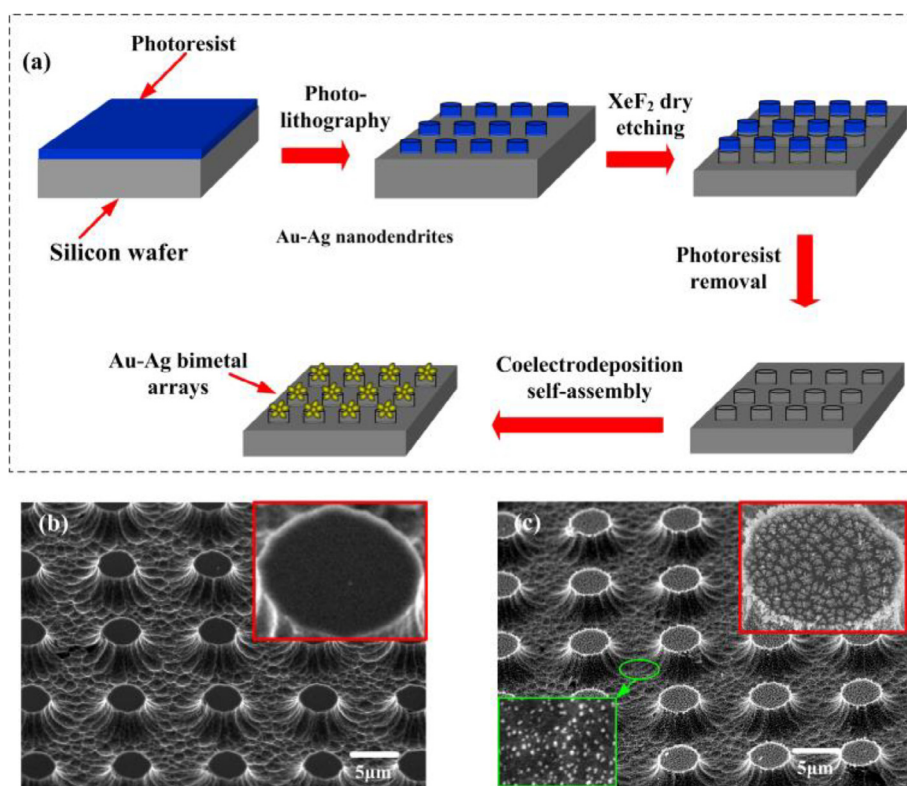 (a)
Photoresist
Photo-
lithography
XeF₂ dry
etching
Silicon wafer
Au-Ag nanodendrites
Photoresist
removal
Au-Ag bimetal
arrays
Coelectrodeposition
self-assembly
(b)
5μm
(c)
5μm